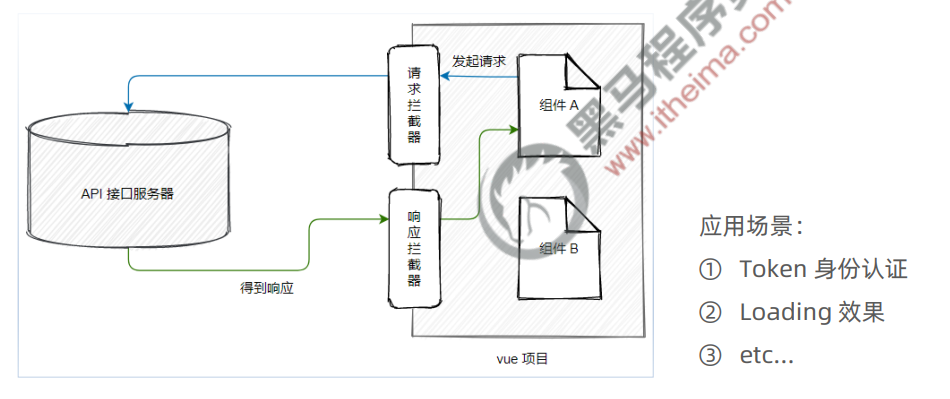 发起请求
请求拦截器
组件 A
API 接口服务器
响应拦截器
组件 B
得到响应
vue 项目
黑马程序员
www.itheima.com
应用场景：
① Token 身份认证
② Loading 效果
③ etc...